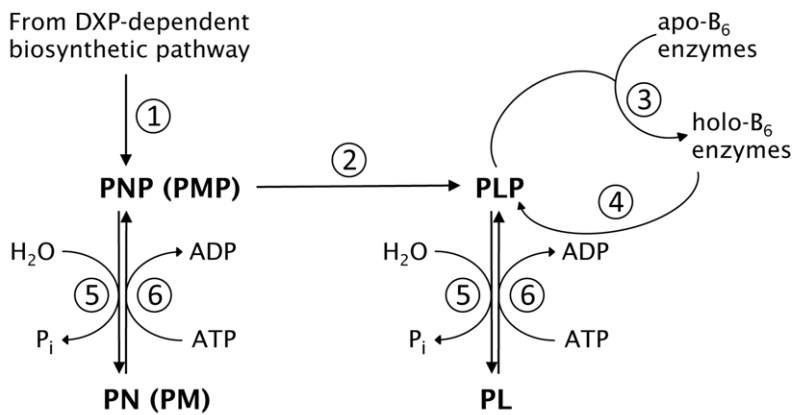 From DXP-dependent
biosynthetic pathway
apo-B₆
enzymes
①
③
holo-B₆
enzymes
PNP (PMP)
②
PLP
④
H₂O
ADP
H₂O
ADP
⑤
⑥
⑤
⑥
Pᵢ
ATP
Pᵢ
ATP
PN (PM)
PL